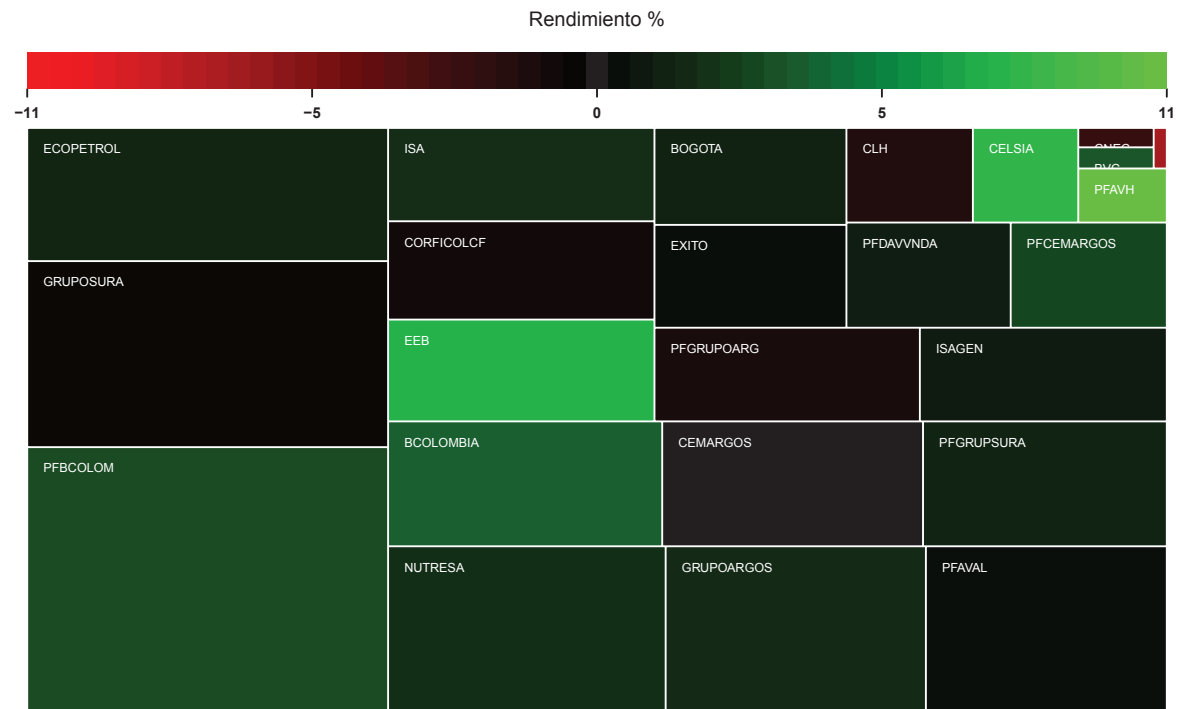 Rendimiento %
−11 −5 0 5 11
ECOPETROL
ISA
BOGOTA
CLH
CELSIA
PFAVH
GRUPOSURA
CORFICOLCF
EXITO
PFDAVVNDA
PFCEMARGOS
EEB
PFGRUPOARG
ISAGEN
PFBCOLOM
BCOLOMBIA
CEMARGOS
PFGRUPSURA
NUTRESA
GRUPOARGOS
PFAVAL